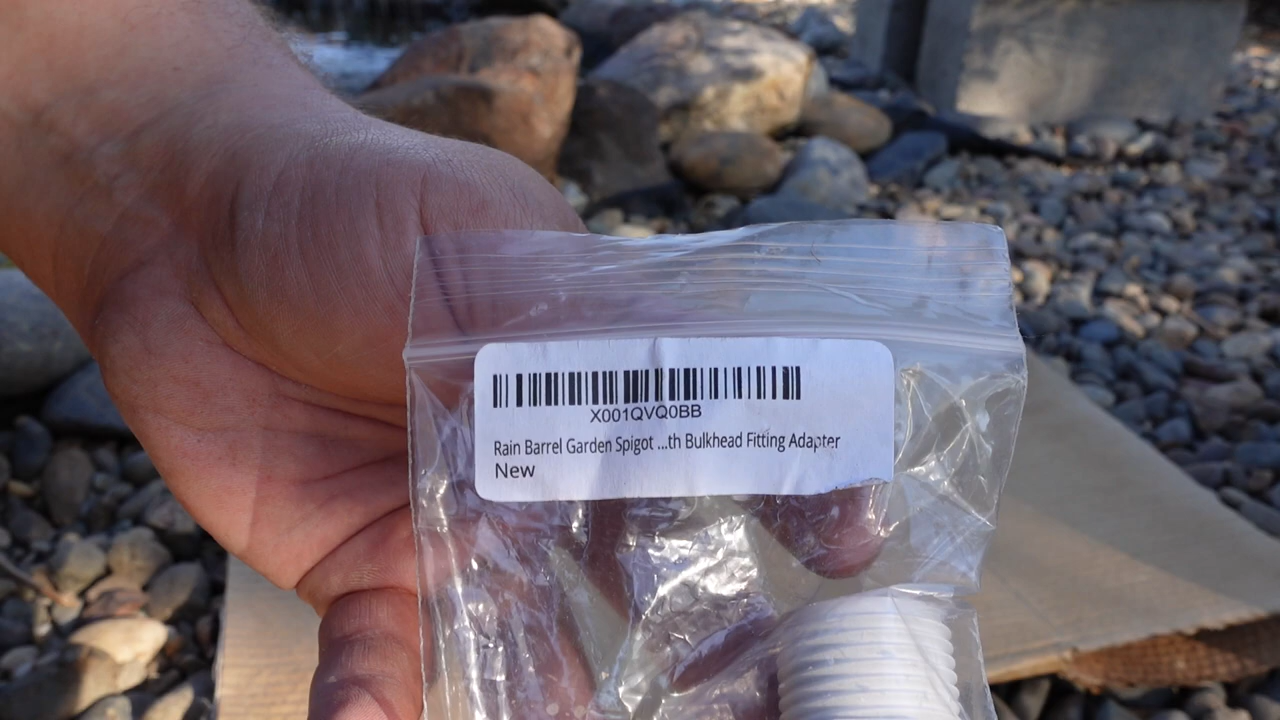 X001QVQ0BB
Rain Barrel Garden Spigot ...th Bulkhead Fitting Adapter
New